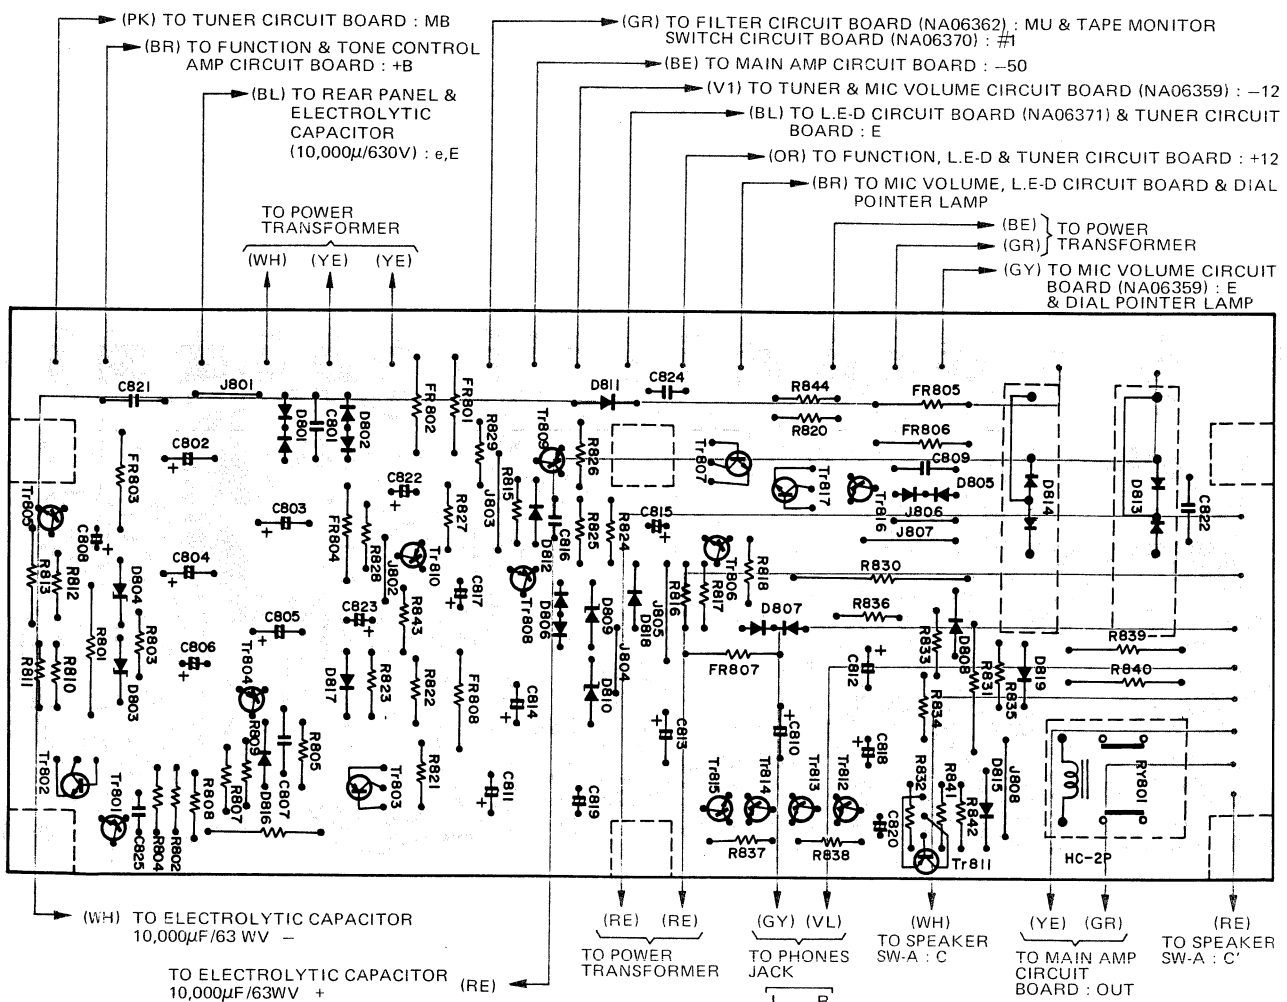 (PK) TO TUNER CIRCUIT BOARD : MB
(BR) TO FUNCTION & TONE CONTROL
AMP CIRCUIT BOARD : +B
(BL) TO REAR PANEL &
ELECTROLYTIC
CAPACITOR
(10,000μ/630V) : e,E
TO POWER
TRANSFORMER
(WH) (YE) (YE)
(GR) TO FILTER CIRCUIT BOARD (NA06362) : MU & TAPE MONITOR
SWITCH CIRCUIT BOARD (NA06370) : #1
(BE) TO MAIN AMP CIRCUIT BOARD : −50
(V1) TO TUNER & MIC VOLUME CIRCUIT BOARD (NA06359) : −12
(BL) TO L.E-D CIRCUIT BOARD (NA06371) & TUNER CIRCUIT
BOARD : E
(OR) TO FUNCTION, L.E-D & TUNER CIRCUIT BOARD : +12
(BR) TO MIC VOLUME, L.E-D CIRCUIT BOARD & DIAL
POINTER LAMP
(BE)
(GR)
TO POWER
TRANSFORMER
(GY) TO MIC VOLUME CIRCUIT
BOARD (NA06359) : E
& DIAL POINTER LAMP
C821 J801 D801 C801 D802 FR802 FR801 D811 C824 R844 FR805
R820
C802 FR803 R829 Tr809 R826 Tr807 FR806
C809 D805 Tr817 Tr816 D814 D813 C822
Tr805 C808 C803 FR804 R828 C822 R827 J803 R815 D812 C816 R825 R824 C815 J806
J807
R813 R812 D804 C804 J802 Tr810 C817 Tr808 D806 D809 D818 J805 R816 R817 Tr806 R818 R830
R801 R803 C805 C823 R843 D807 R836
R811 R810 D803 C806 Tr804 D817 R823 R822 FR808 C814 D810 J804 FR807 C812 R833 D808 R831 R835 D819 R839
R840
R834
Tr802 R809 C807 R805 R821 C813 C810 C818
Tr801 C825 R804 R802 R808 R807 D816 Tr803 C811 C819 Tr815 Tr814 Tr813 Tr812 R832 R841 R842 D815 J808 RY801
R837 R838 C820 Tr811 HC-2P
(WH) TO ELECTROLYTIC CAPACITOR
10,000μF/63 WV −
TO ELECTROLYTIC CAPACITOR
10,000μF/63WV +
(RE)
(RE) (RE)
TO POWER
TRANSFORMER
(GY) (VL)
TO PHONES
JACK
L R
(WH)
TO SPEAKER
SW-A : C
(YE) (GR)
TO MAIN AMP
CIRCUIT
BOARD : OUT
(RE)
TO SPEAKER
SW-A : C'